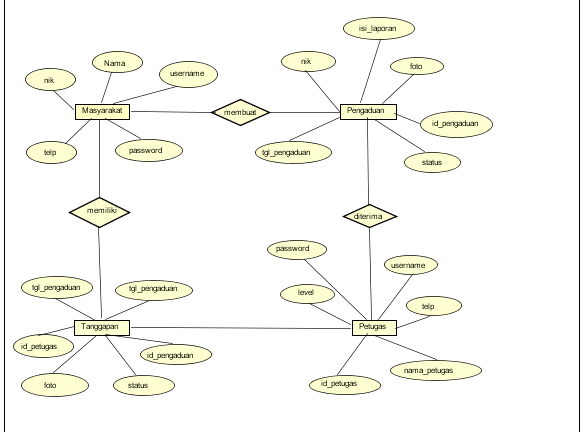 isi_laporan
Nama
nik
foto
username
nik
Masyarakat
membuat
Pengaduan
id_pengaduan
telp
password
tgl_pengaduan
status
memiliki
diterima
password
username
tgl_pengaduan
tgl_pengaduan
level
telp
Tanggapan
Petugas
id_petugas
id_pengaduan
nama_petugas
foto
status
id_petugas